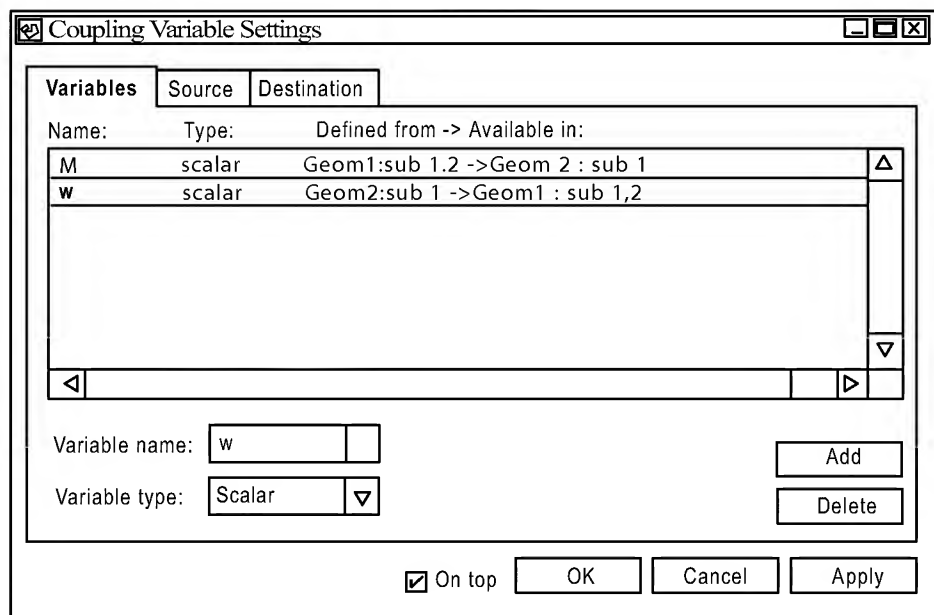 Coupling Variable Settings
Variables Source Destination
Name: Type: Defined from -> Available in:
M scalar Geom1:sub 1.2 ->Geom 2 : sub 1
w scalar Geom2:sub 1 ->Geom1 : sub 1,2
Variable name: w
Add
Variable type: Scalar
Delete
On top OK Cancel Apply